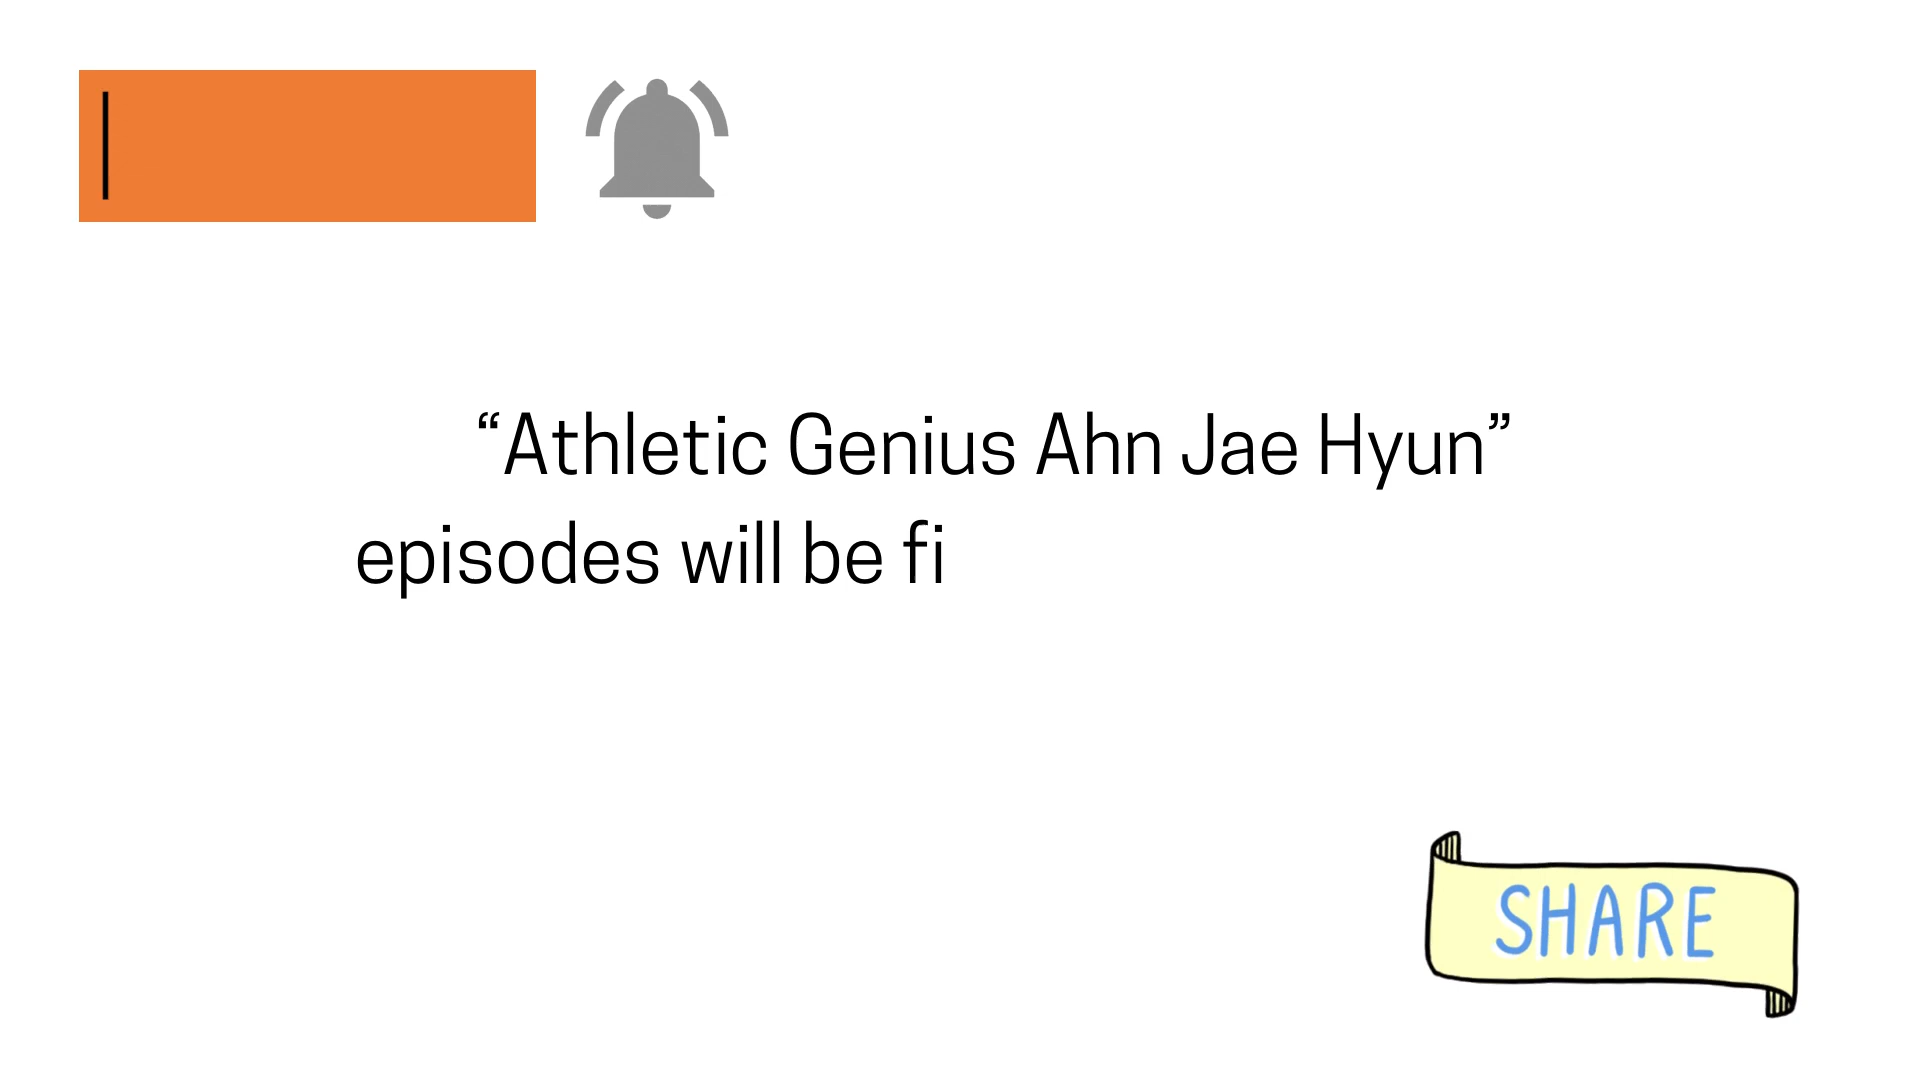 “Athletic Genius Ahn Jae Hyun”
episodes will be fi
SHARE